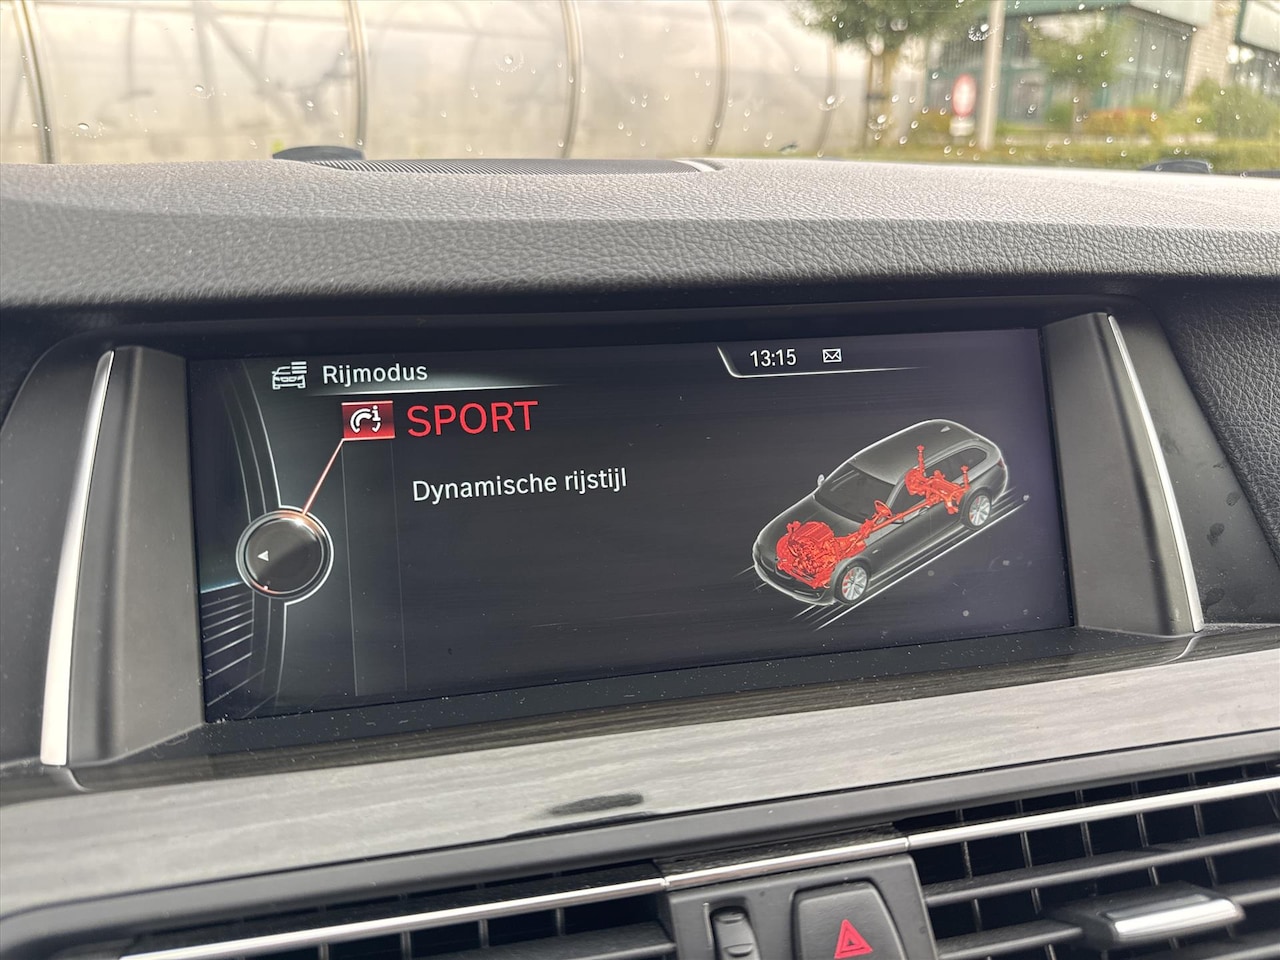 Rijmodus
13:15
SPORT
Dynamische rijstijl